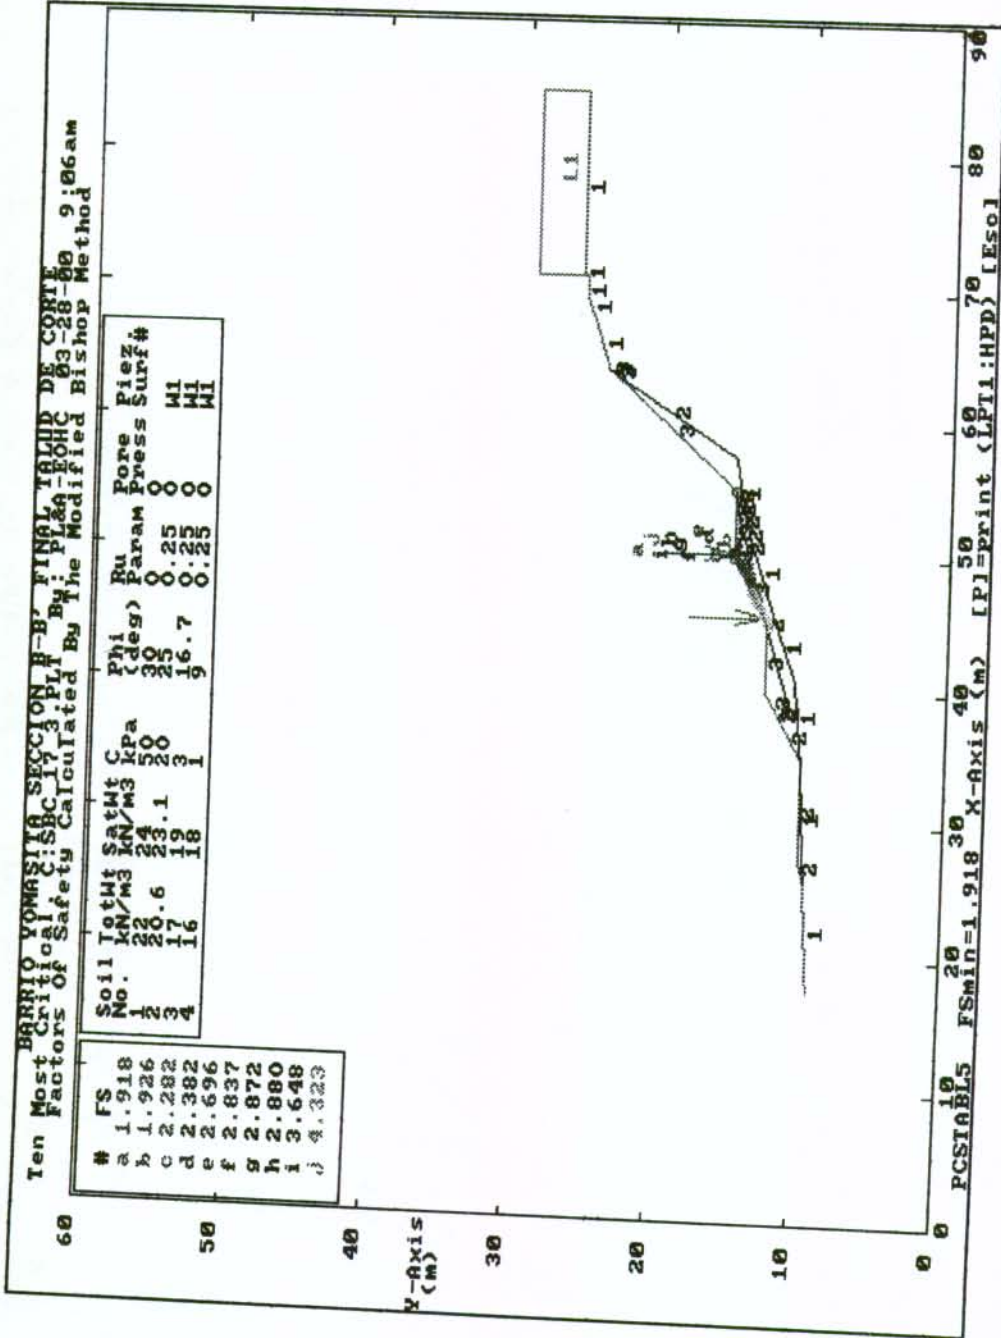 BARRIO YOMASITA SECCION B-B' FINAL TALUD DE CORTE
Ten Most Critical. C:SBC_17_3.PLT By: PL&A-EOHC 03-28-00 9:06am
Factors Of Safety Calculated By The Modified Bishop Method
# FS
a 1.918
b 1.926
c 2.282
d 2.382
e 2.696
f 2.837
g 2.872
h 2.880
i 3.648
j 4.323
Soil TotWt SatWt C Phi Ru Pore Piez.
No. kN/m3 kN/m3 kPa (deg) Param Press Surf#
1 22 24 50 30 0 0
2 20.6 23.1 20 25 0.25 0 W1
3 17 19 3 16.7 0.25 0 W1
4 16 18 1 9 0.25 0 W1
60
50
40
Y-Axis
(m)
30
20
10
0
L1
0 10 20 30 40 50 60 70 80 90
PCSTABL5 FSmin=1.918 X-Axis (m) [P]=Print (LPT1:HPD) [Esc]